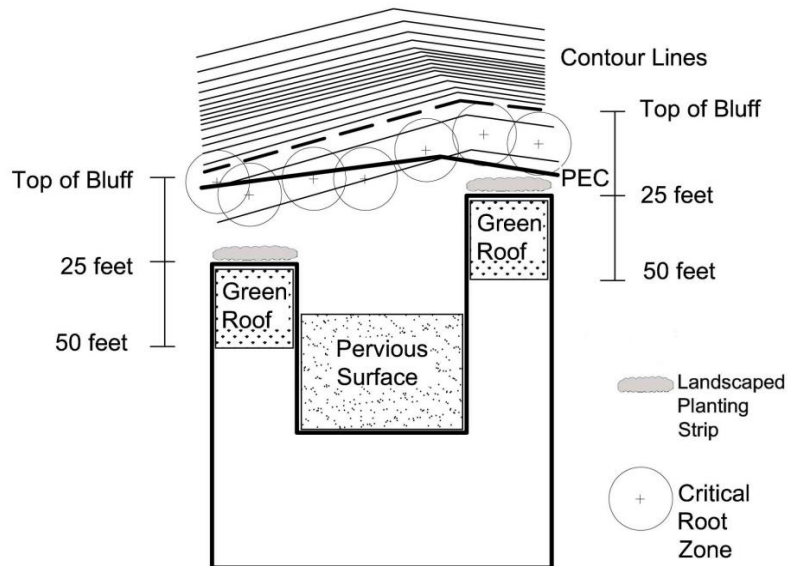 Contour Lines
Top of Bluff
Top of Bluff
PEC
25 feet
Green
Roof
25 feet
50 feet
Green
Roof
50 feet
Pervious
Surface
Landscaped
Planting
Strip
Critical
Root
Zone